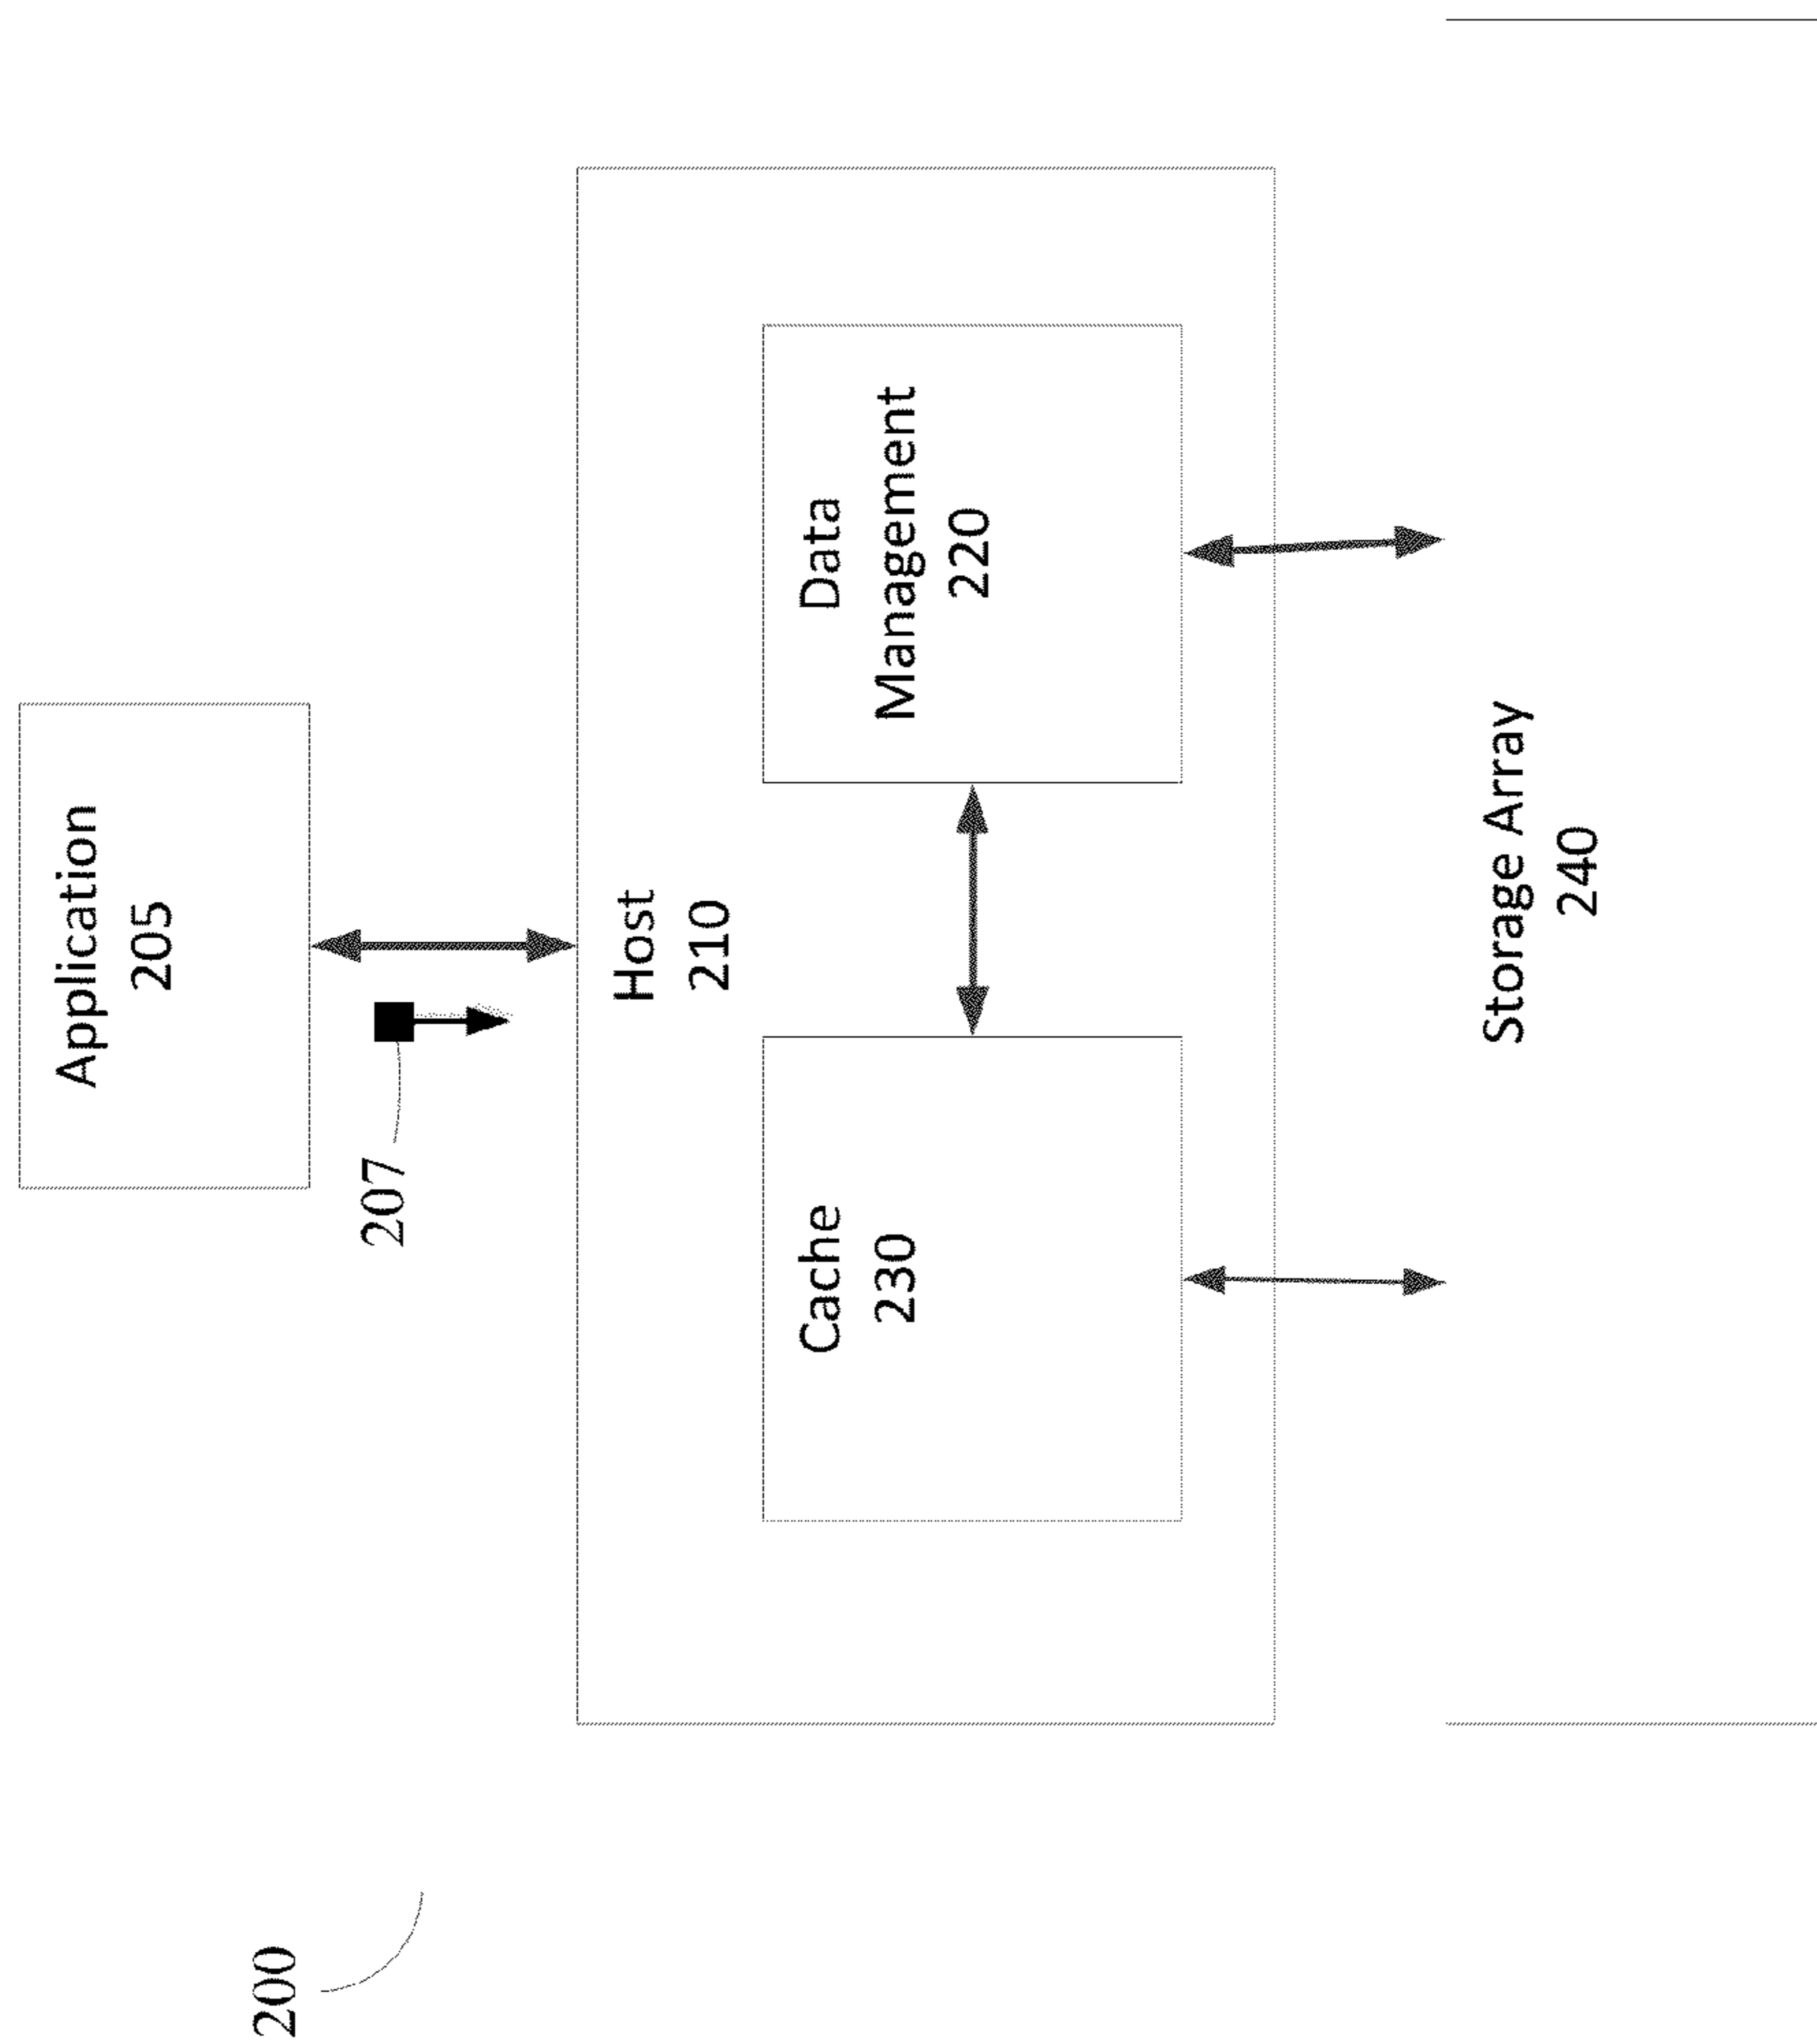 Application
205
207
Host
210
Cache
230
Data
Management
220
Storage Array
240
200